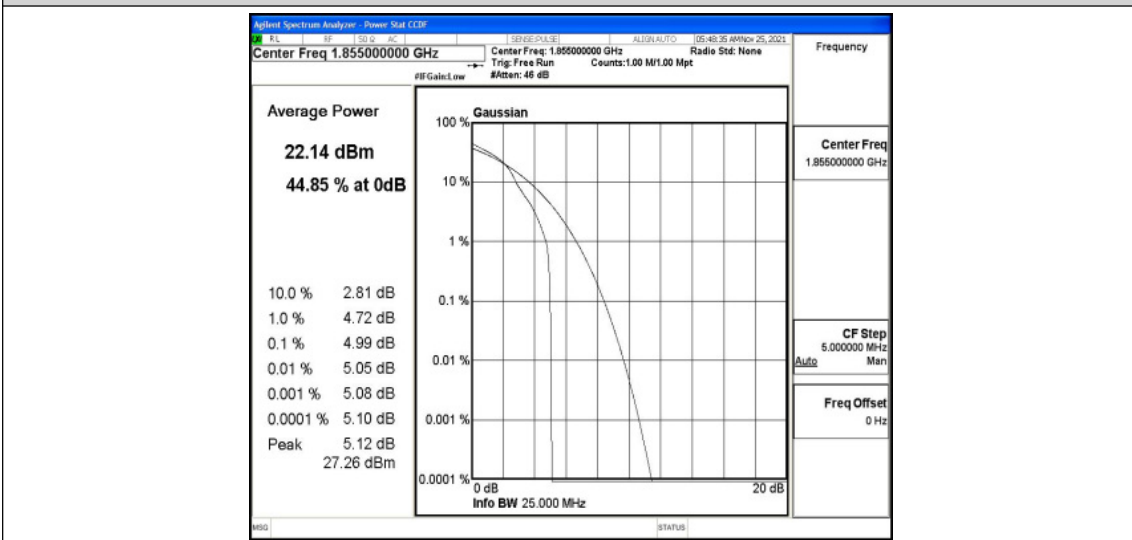 Agilent Spectrum Analyzer - Power Stat CCDF
RL RF 50 Ω AC SENSE:PULSE ALIGN AUTO 05:48:35 AM Nov 25, 2021
Center Freq 1.855000000 GHz
Center Freq: 1.855000000 GHz Radio Std: None
Trig: Free Run Counts:1.00 M/1.00 Mpt
#IFGain:Low #Atten: 46 dB
Frequency
Average Power
22.14 dBm
44.85 % at 0dB
10.0 % 2.81 dB
1.0 % 4.72 dB
0.1 % 4.99 dB
0.01 % 5.05 dB
0.001 % 5.08 dB
0.0001 % 5.10 dB
Peak 5.12 dB
27.26 dBm
Gaussian
100 %
10 %
1 %
0.1 %
0.01 %
0.001 %
0.0001 %
0 dB 20 dB
Info BW 25.000 MHz
Center Freq
1.855000000 GHz
CF Step
5.000000 MHz
Auto Man
Freq Offset
0 Hz
MSG STATUS